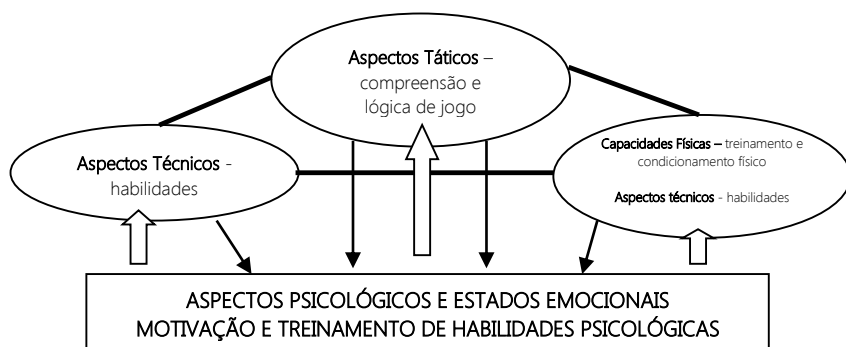 Aspectos Táticos –
compreensão e
lógica de jogo
Aspectos Técnicos -
habilidades
Capacidades Físicas – treinamento e
condicionamento físico
Aspectos técnicos - habilidades
ASPECTOS PSICOLÓGICOS E ESTADOS EMOCIONAIS
MOTIVAÇÃO E TREINAMENTO DE HABILIDADES PSICOLÓGICAS